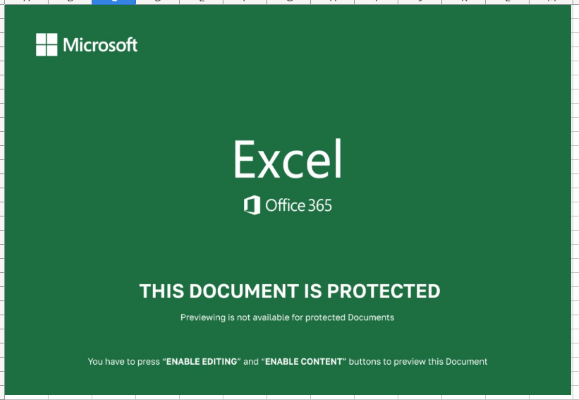 Microsoft
Excel
Office 365
THIS DOCUMENT IS PROTECTED
Previewing is not available for protected Documents
You have to press “ENABLE EDITING” and “ENABLE CONTENT” buttons to preview this Document